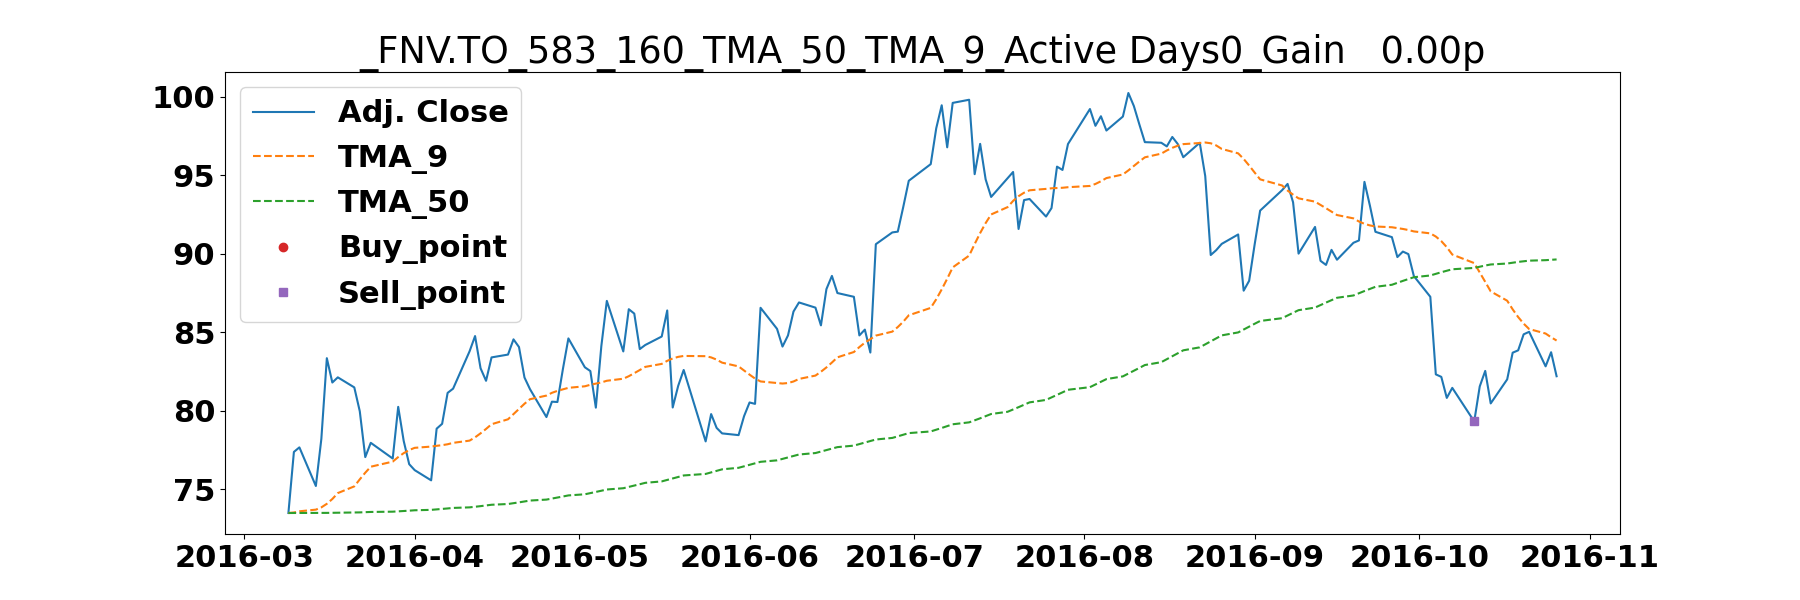 _FNV.TO_583_160_TMA_50_TMA_9_Active Days0_Gain   0.00p
100
95
90
85
80
75
Adj. Close
TMA_9
TMA_50
Buy_point
Sell_point
2016-03 2016-04 2016-05 2016-06 2016-07 2016-08 2016-09 2016-10 2016-11